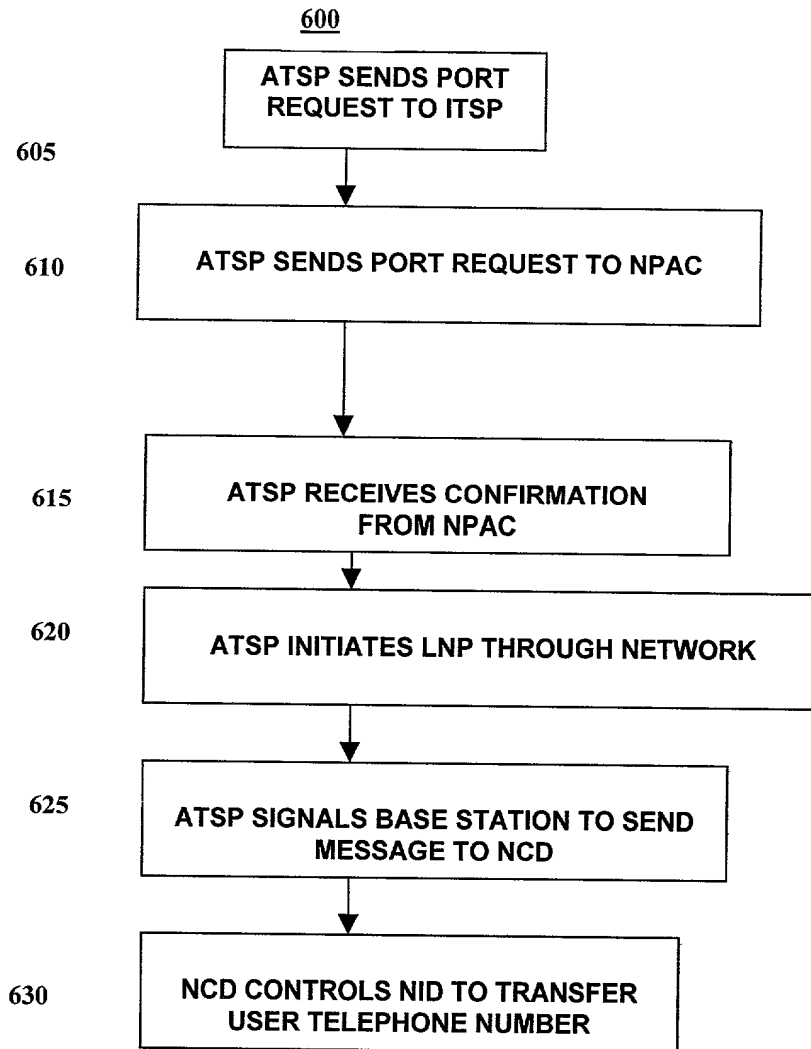 600
ATSP SENDS PORT
REQUEST TO ITSP
605
610
ATSP SENDS PORT REQUEST TO NPAC
615
ATSP RECEIVES CONFIRMATION
FROM NPAC
620
ATSP INITIATES LNP THROUGH NETWORK
625
ATSP SIGNALS BASE STATION TO SEND
MESSAGE TO NCD
630
NCD CONTROLS NID TO TRANSFER
USER TELEPHONE NUMBER